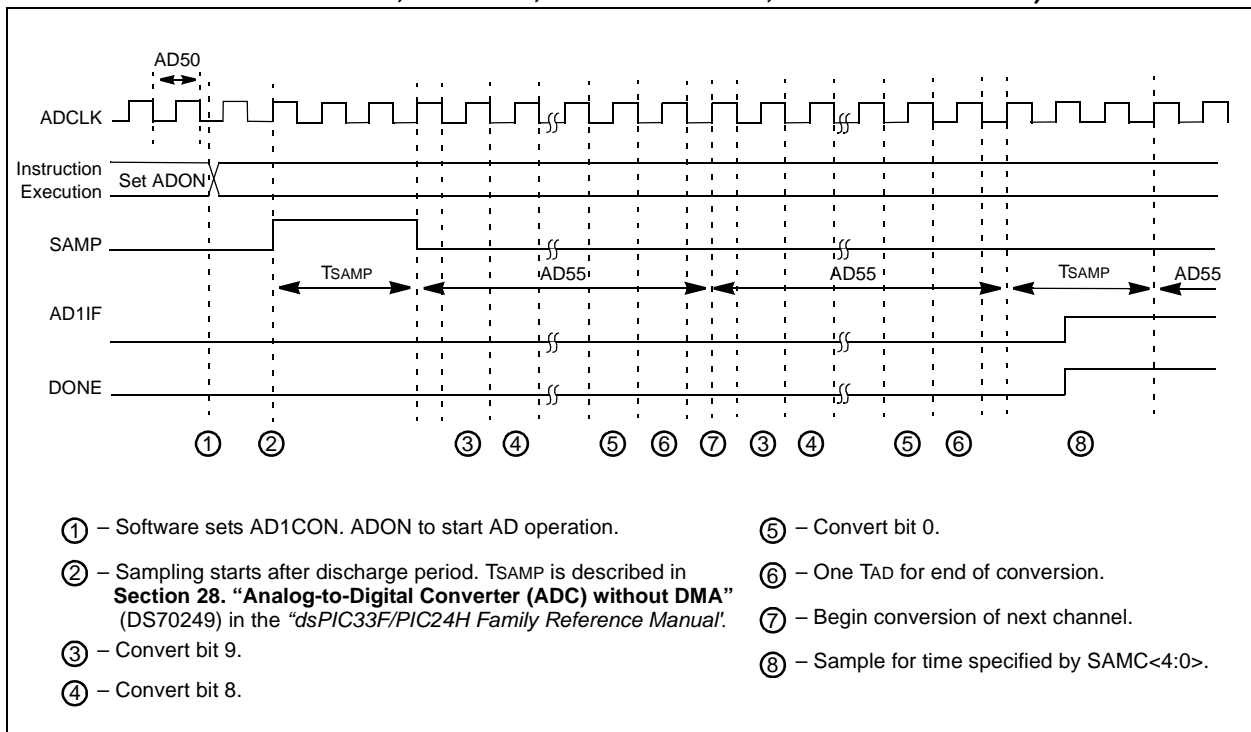 AD50
ADCLK
Instruction
Execution
Set ADON
SAMP
TSAMP
AD55
AD55
TSAMP
AD55
AD1IF
DONE
1 2 3 4 5 6 7 3 4 5 6 8
1 – Software sets AD1CON. ADON to start AD operation.
2 – Sampling starts after discharge period. TSAMP is described in
Section 28. “Analog-to-Digital Converter (ADC) without DMA”
(DS70249) in the “dsPIC33F/PIC24H Family Reference Manual'.
3 – Convert bit 9.
4 – Convert bit 8.
5 – Convert bit 0.
6 – One TAD for end of conversion.
7 – Begin conversion of next channel.
8 – Sample for time specified by SAMC<4:0>.